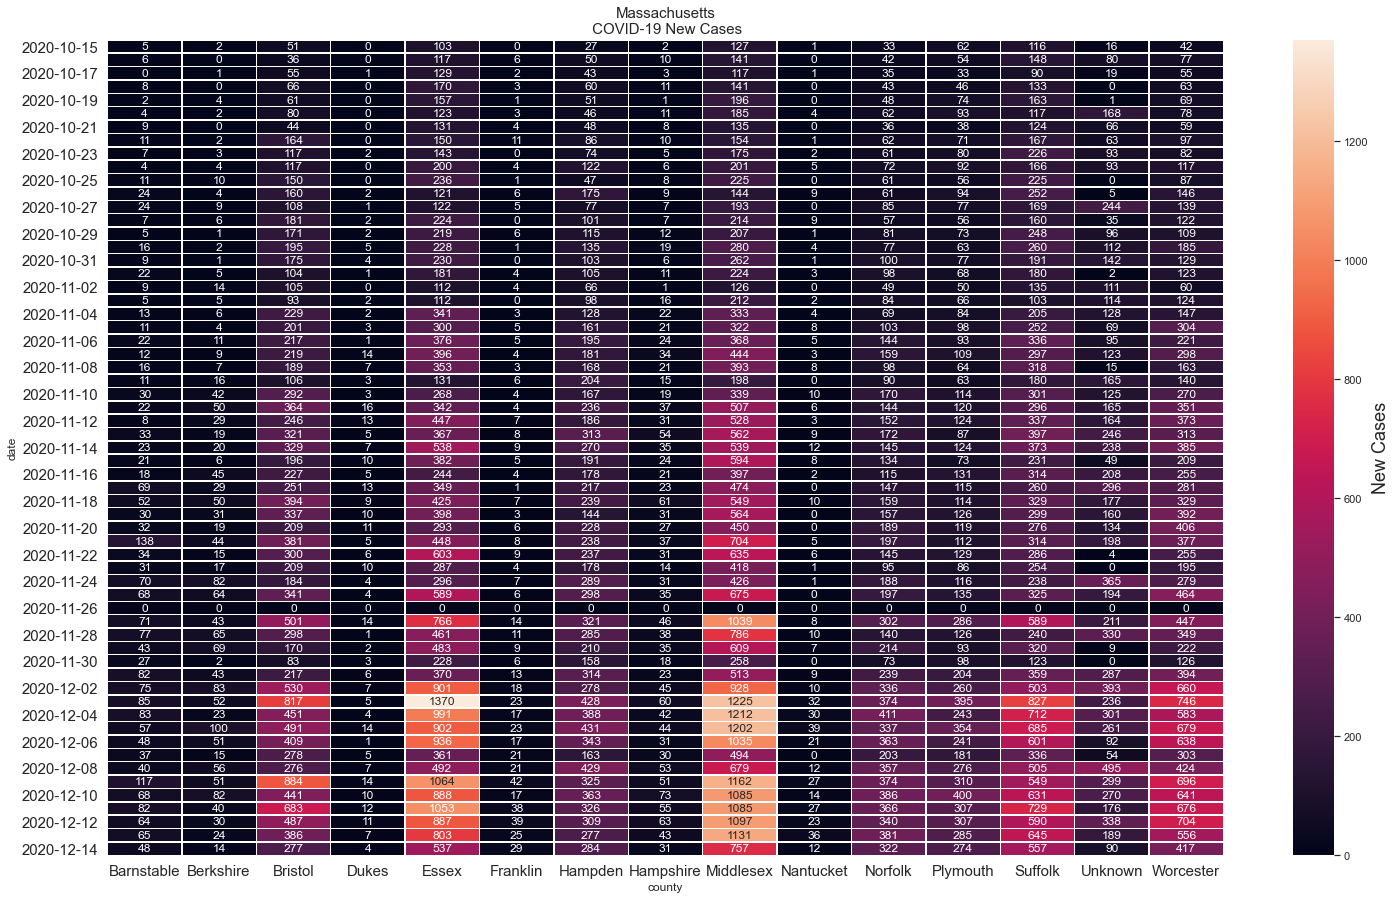 Massachusetts
COVID-19 New Cases
2020-10-15 5 2 51 0 103 0 27 2 127 1 33 62 116 16 42
6 0 36 0 117 6 50 10 141 0 42 54 148 80 77
2020-10-17 0 1 55 1 129 2 43 3 117 1 35 33 90 19 55
8 0 66 0 170 3 60 11 141 0 43 46 133 0 63
2020-10-19 2 4 61 0 157 1 51 1 196 0 48 74 163 1 69
4 2 80 0 123 3 46 11 185 4 62 93 117 168 78
2020-10-21 9 0 44 0 131 4 48 8 135 0 36 38 124 66 59
11 2 164 0 150 11 86 10 154 1 62 71 167 63 97
2020-10-23 7 3 117 2 143 0 74 5 175 2 61 80 226 93 82
4 4 117 0 200 4 122 6 201 5 72 92 166 93 117
2020-10-25 11 10 150 0 236 1 47 8 225 0 61 56 225 0 87
24 4 160 2 121 6 175 9 144 9 61 94 252 5 146
2020-10-27 24 9 108 1 122 5 77 7 193 0 85 77 169 244 139
7 6 181 2 224 0 101 7 214 9 57 56 160 35 122
2020-10-29 5 1 171 2 219 6 115 12 207 1 81 73 248 96 109
16 2 195 5 228 1 135 19 280 4 77 63 260 112 185
2020-10-31 9 1 175 4 230 0 103 6 262 1 100 77 191 142 129
22 5 104 1 181 4 105 11 224 3 98 68 180 2 123
2020-11-02 9 14 105 0 112 4 66 1 126 0 49 50 135 111 60
5 5 93 2 112 0 98 16 212 2 84 66 103 114 124
2020-11-04 13 6 229 2 341 3 128 22 333 4 69 84 205 128 147
11 4 201 3 300 5 161 21 322 8 103 98 252 69 304
2020-11-06 22 11 217 1 376 5 195 24 368 5 144 93 336 95 221
12 9 219 14 396 4 181 34 444 3 159 109 297 123 298
2020-11-08 16 7 189 7 353 3 168 21 393 8 98 64 318 15 163
11 16 106 3 131 6 204 15 198 0 90 63 180 165 140
2020-11-10 30 42 292 3 268 4 167 19 339 10 170 114 301 125 270
22 50 364 16 342 4 236 37 507 6 144 120 296 165 351
2020-11-12 8 29 246 13 447 7 186 31 528 3 152 124 337 164 373
33 19 321 5 367 8 313 54 562 9 172 87 397 246 313
2020-11-14 23 20 329 7 538 9 270 35 539 12 145 124 373 238 385
21 6 196 10 382 5 191 24 594 8 134 73 231 49 209
2020-11-16 18 45 227 5 244 4 178 21 397 2 115 131 314 208 255
69 29 251 13 349 1 217 23 474 0 147 115 260 296 281
2020-11-18 52 50 394 9 425 7 239 61 549 10 159 114 329 177 329
30 31 337 10 398 3 144 31 564 0 157 126 299 160 392
2020-11-20 32 19 209 11 293 6 228 27 450 0 189 119 276 134 406
138 44 381 5 448 8 238 37 704 5 197 112 314 198 377
2020-11-22 34 15 300 6 603 9 237 31 635 6 145 129 286 4 255
31 17 209 10 287 4 178 14 418 1 95 86 254 0 195
2020-11-24 70 82 184 4 296 7 289 31 426 1 188 116 238 365 279
68 64 341 4 589 6 298 35 675 0 197 135 325 194 464
2020-11-26 0 0 0 0 0 0 0 0 0 0 0 0 0 0 0
71 43 501 14 766 14 321 46 1039 8 302 286 589 211 447
2020-11-28 77 65 298 1 461 11 285 38 786 10 140 126 240 330 349
43 69 170 2 483 9 210 35 609 7 214 93 320 9 222
2020-11-30 27 2 83 3 228 6 158 18 258 0 73 98 123 0 126
82 43 217 6 370 13 314 23 513 9 239 204 359 287 394
2020-12-02 75 83 530 7 901 18 278 45 928 10 336 260 503 393 660
85 52 817 5 1370 23 428 60 1225 32 374 395 827 236 746
2020-12-04 83 23 451 4 991 17 388 42 1212 30 411 243 712 301 583
57 100 491 14 902 23 431 44 1202 39 337 354 685 261 679
2020-12-06 48 51 409 1 936 17 343 31 1035 21 363 241 601 92 638
37 15 278 5 361 21 163 30 494 0 203 181 336 54 303
2020-12-08 40 56 276 7 492 21 429 53 679 12 357 276 505 495 424
117 51 884 14 1064 42 325 51 1162 27 374 310 549 299 696
2020-12-10 68 82 441 10 888 17 363 73 1085 14 386 400 631 270 641
82 40 683 12 1053 38 326 55 1085 27 366 307 729 176 676
2020-12-12 64 30 487 11 887 39 309 63 1097 23 340 307 590 338 704
65 24 386 7 803 25 277 43 1131 36 381 285 645 189 556
2020-12-14 48 14 277 4 537 29 284 31 757 12 322 274 557 90 417
Barnstable Berkshire Bristol Dukes Essex Franklin Hampden Hampshire Middlesex Nantucket Norfolk Plymouth Suffolk Unknown Worcester
county
date
1200
1000
800
600
400
200
0
New Cases